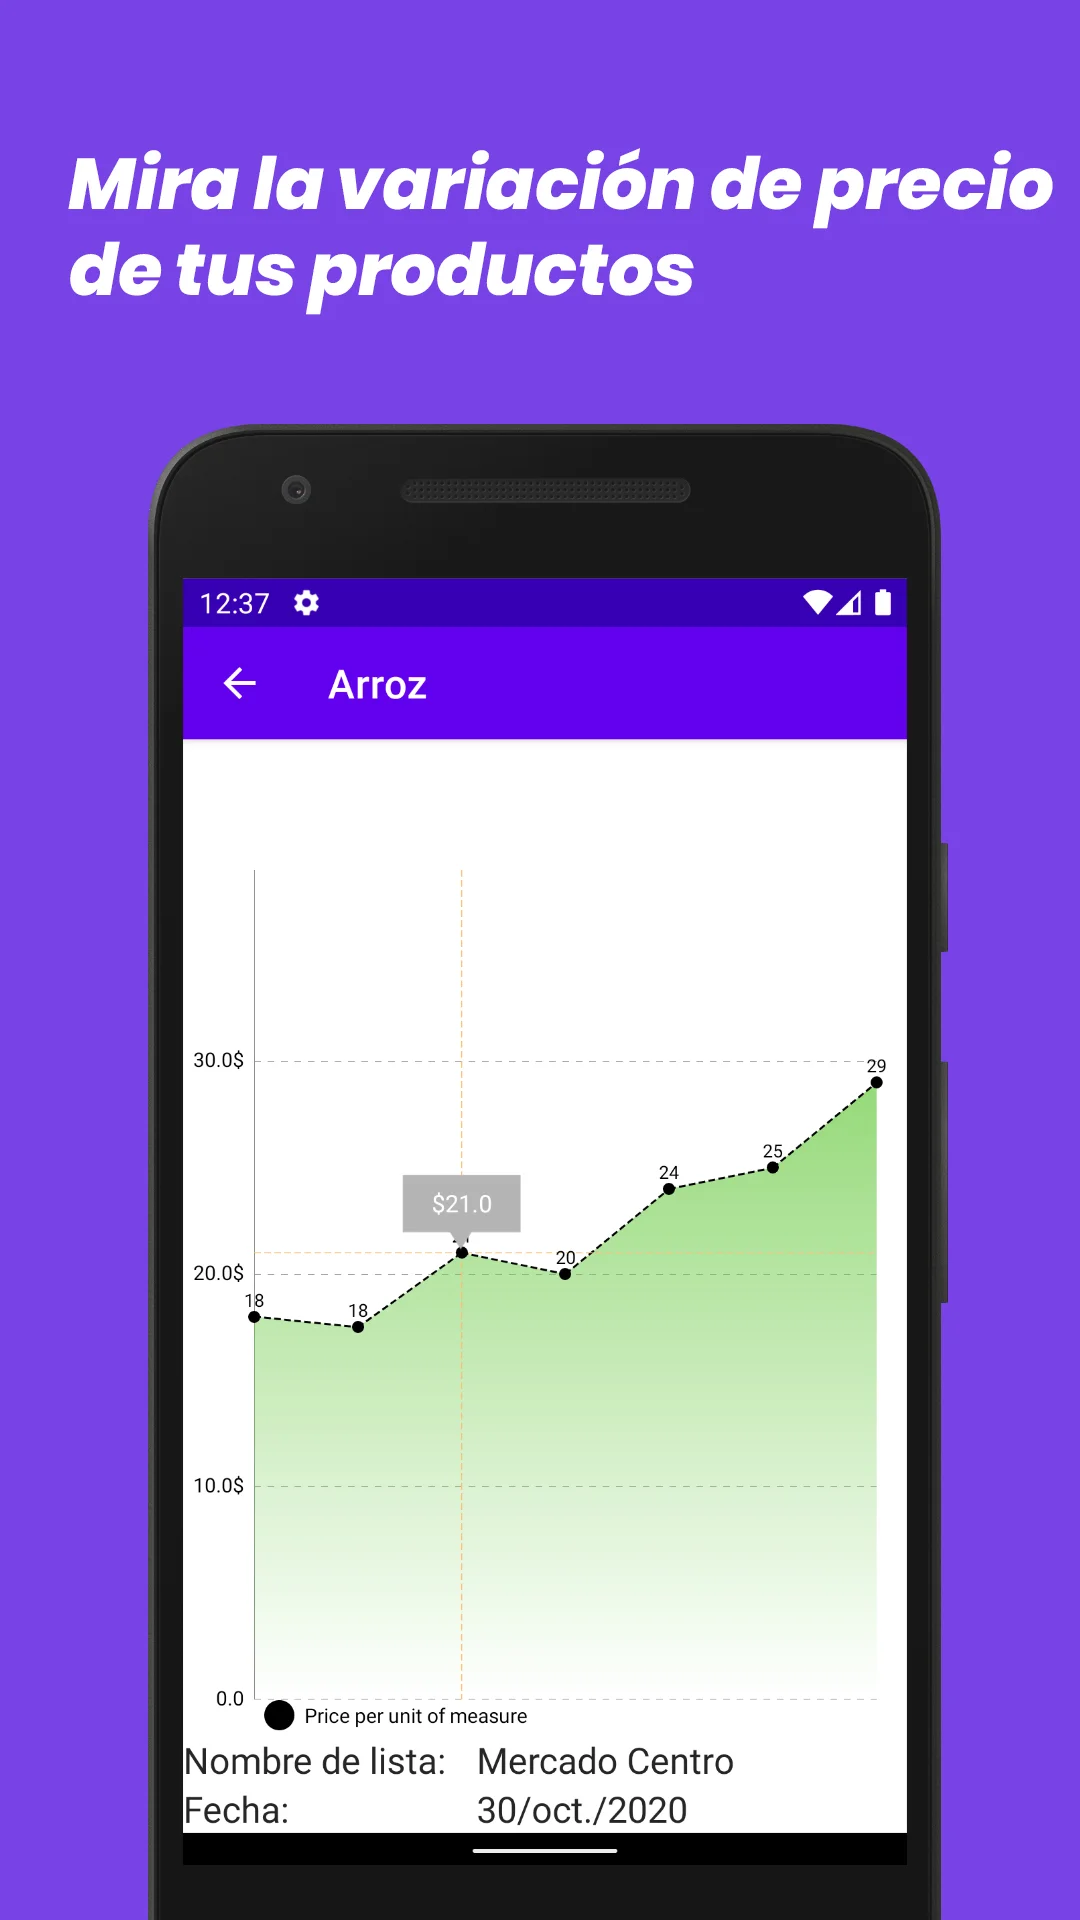 Mira la variación de precio
de tus productos
12:37
Arroz
30.0$
29
25
24
$21.0
20
20.0$
18
18
10.0$
0.0
Price per unit of measure
Nombre de lista: Mercado Centro
Fecha: 30/oct./2020